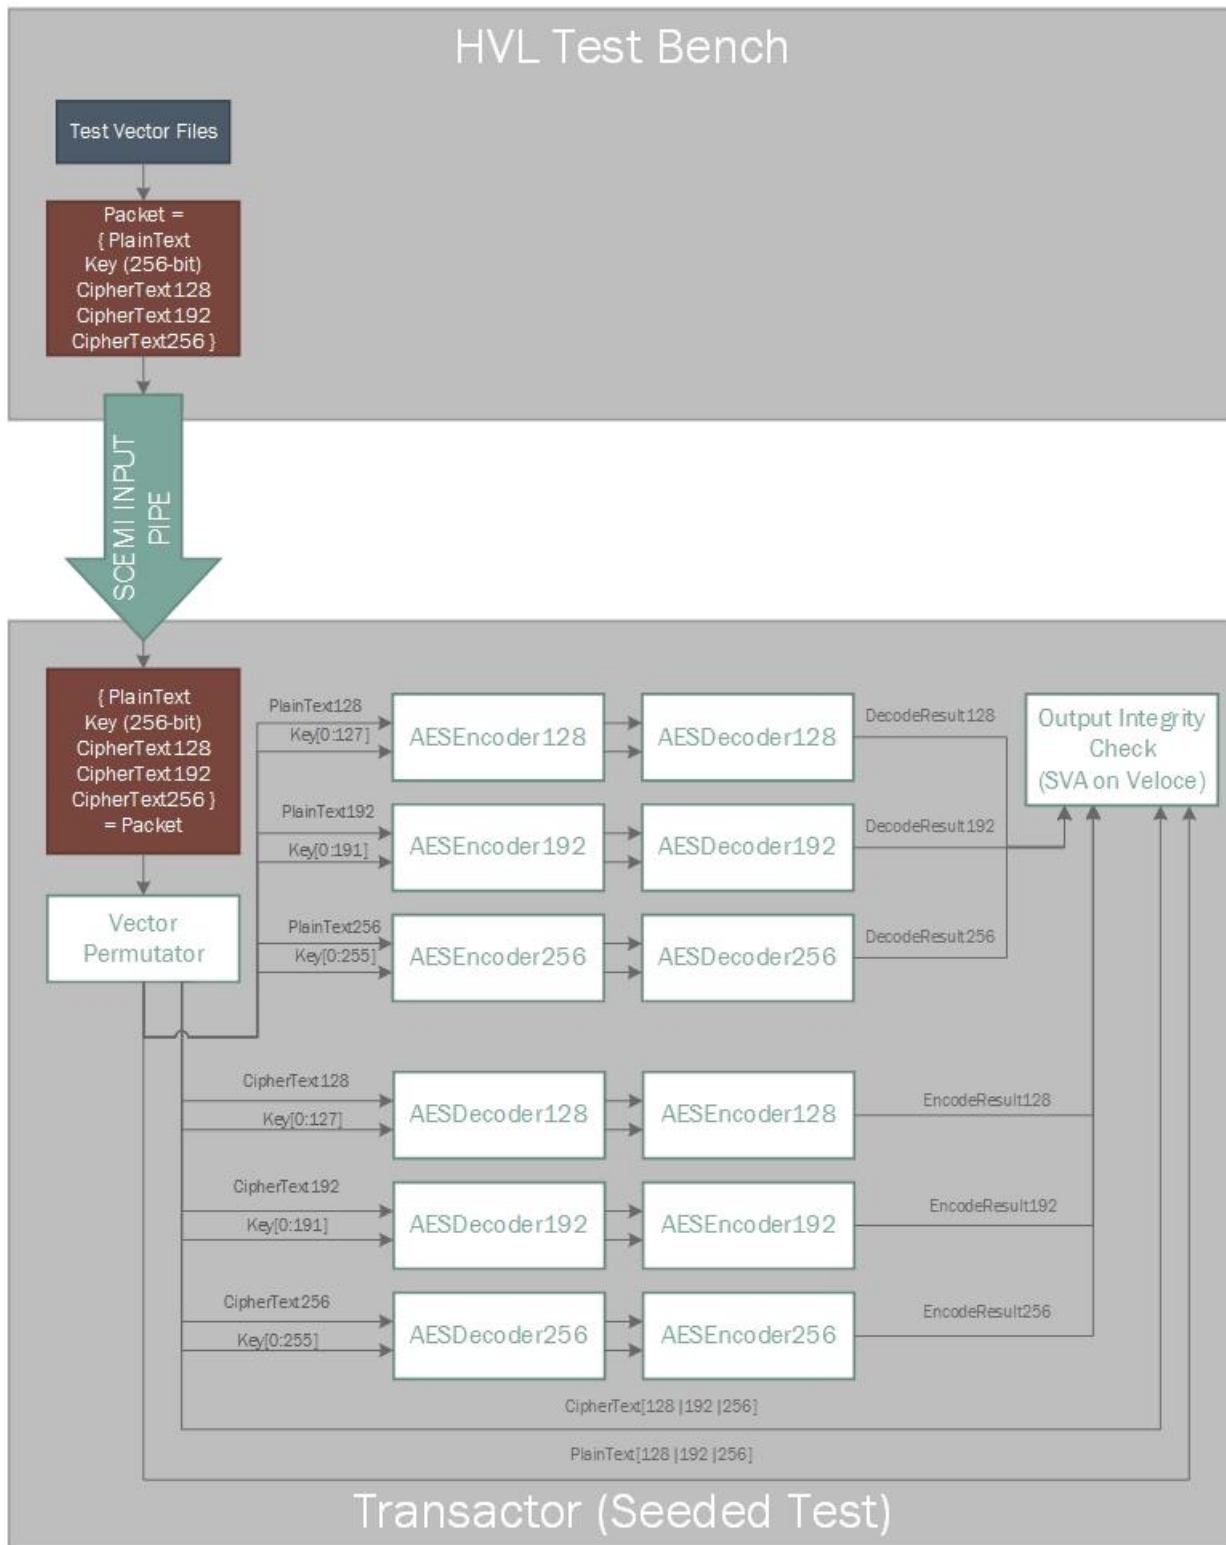 HVL Test Bench
Test Vector Files
Packet =
{ PlainText
Key (256-bit)
CipherText128
CipherText192
CipherText256 }
SCEMI INPUT
PIPE
{ PlainText
Key (256-bit)
CipherText128
CipherText192
CipherText256 }
= Packet
Vector
Permutator
PlainText128
Key[0:127]
AESEncoder128
AESDecoder128
DecodeResult128
Output Integrity
Check
(SVA on Veloce)
PlainText192
Key[0:191]
AESEncoder192
AESDecoder192
DecodeResult192
PlainText256
Key[0:255]
AESEncoder256
AESDecoder256
DecodeResult256
CipherText128
Key[0:127]
AESDecoder128
AESEncoder128
EncodeResult128
CipherText192
Key[0:191]
AESDecoder192
AESEncoder192
EncodeResult192
CipherText256
Key[0:255]
AESDecoder256
AESEncoder256
EncodeResult256
CipherText[128 |192 |256]
PlainText[128 |192 |256]
Transactor (Seeded Test)